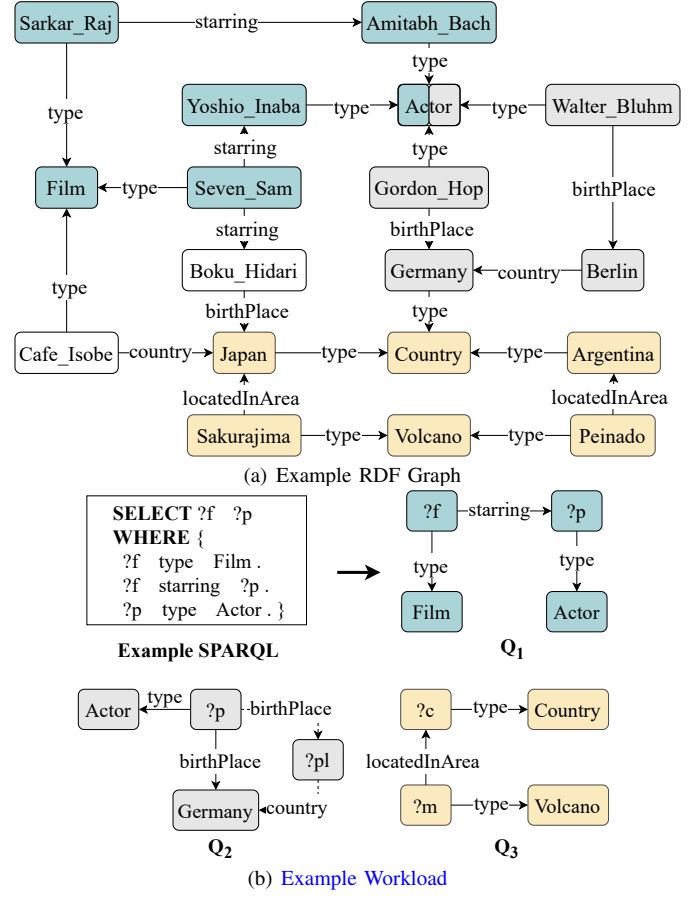 Sarkar_Raj starring Amitabh_Bach
type type
Yoshio_Inaba type Actor type Walter_Bluhm
starring type
Film type Seven_Sam Gordon_Hop birthPlace
starring birthPlace
type Boku_Hidari Germany country Berlin
birthPlace type
Cafe_Isobe country Japan type Country type Argentina
locatedInArea locatedInArea
Sakurajima type Volcano type Peinado
(a) Example RDF Graph
SELECT ?f ?p
WHERE {
?f type Film .
?f starring ?p .
?p type Actor . }
Example SPARQL
?f starring ?p
type type
Film Actor
Q1
Actor type ?p birthPlace
birthPlace ?pl
Germany country
Q2
?c type Country
locatedInArea
?m type Volcano
Q3
(b) Example Workload